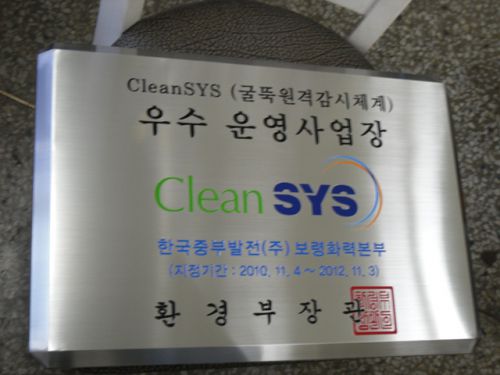 CleanSYS (굴뚝원격감시체계)
우수 운영사업장
Clean SYS
한국중부발전(주) 보령화력본부
(지정기간 : 2010. 11. 4 ~ 2012. 11. 3)
환경부장관